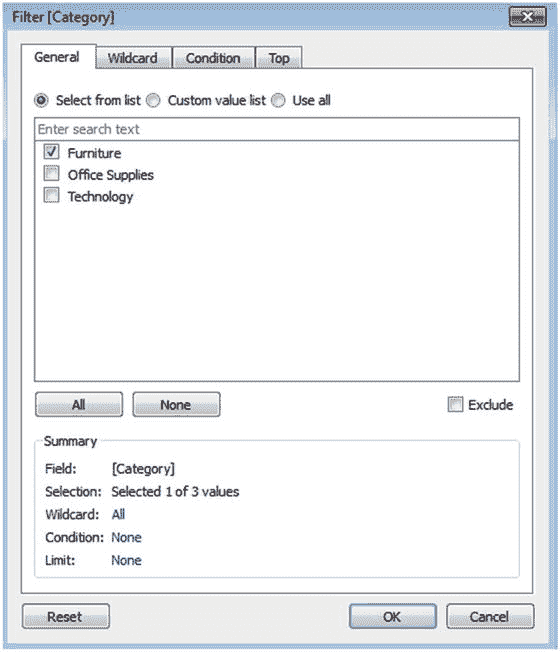 Filter [Category]
General Wildcard Condition Top
Select from list Custom value list Use all
Enter search text
Furniture
Office Supplies
Technology
All None Exclude
Summary
Field: [Category]
Selection: Selected 1 of 3 values
Wildcard: All
Condition: None
Limit: None
Reset OK Cancel